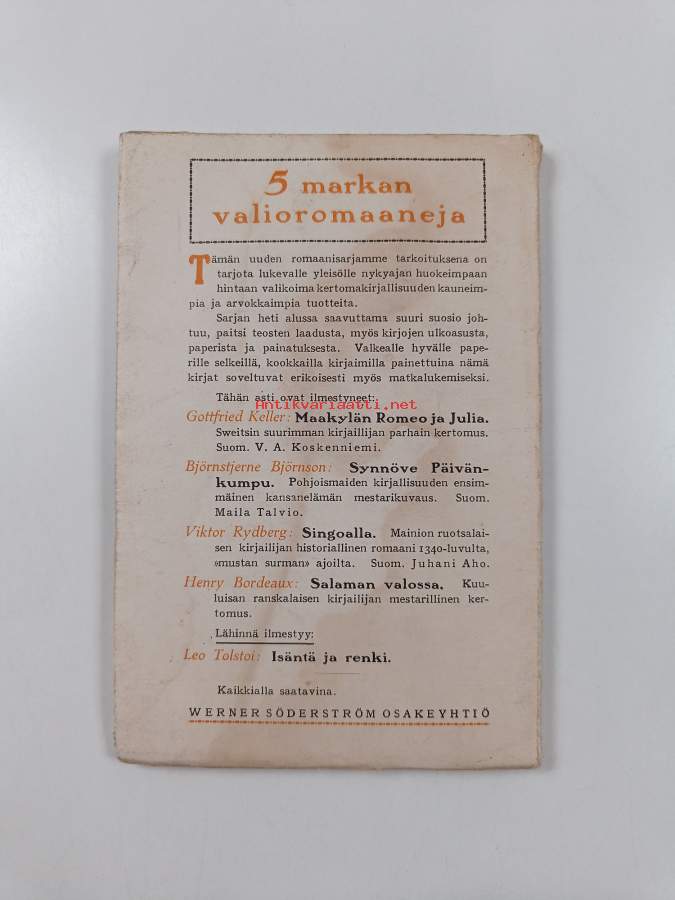 5 markan
valioromaaneja
Tämän uuden romaanisarjamme tarkoituksena on
tarjota lukevalle yleisölle nykyajan huokeimpaan
hintaan valikoima kertomakirjallisuuden kauneim-
pia ja arvokkaimpia tuotteita.
Sarjan heti alussa saavuttama suuri suosio joh-
tuu, paitsi teosten laadusta, myös kirjojen ulkoasusta,
paperista ja painatuksesta. Valkealle hyvälle pape-
rille selkeillä, kookkailla kirjaimilla painettuina nämä
kirjat soveltuvat erikoisesti myös matkalukemiseksi.
Tähän asti ovat ilmestyneet:
Antikvariaatti.net
Gottfried Keller: Maakylän Romeo ja Julia.
Sweitsin suurimman kirjaillijan parhain kertomus.
Suom. V. A. Koskenniemi.
Björnstjerne Björnson: Synnöve Päivän-
kumpu. Pohjoismaiden kirjallisuuden ensim-
mäinen kansanelämän mestarikuvaus. Suom.
Maila Talvio.
Viktor Rydberg: Singoalla. Mainion ruotsalai-
sen kirjailijan historiallinen romaani 1340-luvulta,
«mustan surman» ajoilta. Suom. Juhani Aho.
Henry Bordeaux: Salaman valossa. Kuu-
luisan ranskalaisen kirjailijan mestarillinen ker-
tomus.
Lähinnä ilmestyy:
Leo Tolstoi: Isäntä ja renki.
Kaikkialla saatavina.
WERNER SÖDERSTRÖM OSAKEYHTIÖ